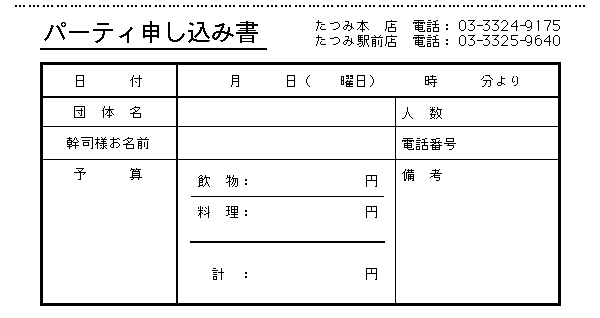 パーティ申し込み書
たつみ本　店　電話：03-3324-9175
たつみ駅前店　電話：03-3325-9640
日　　付　　月　　日（　　曜日）　　時　　分より
団　体　名　　人　数
幹司様お名前　　電話番号
予　　算　　飲　物：　　円　　備　考
料　理：　　円
計　：　　円